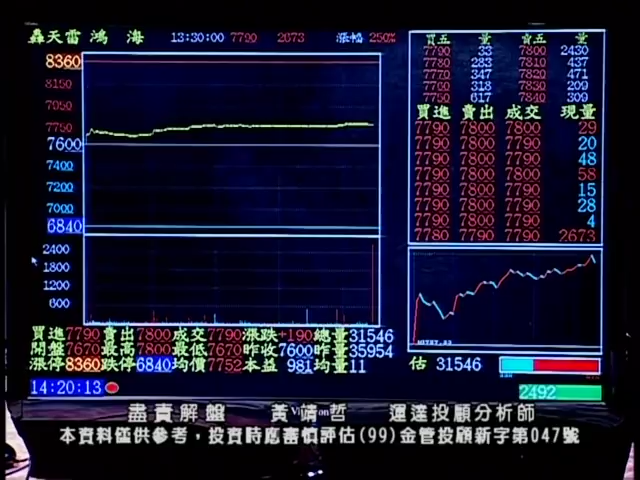 轟天雷 鴻海 13:30:00 7790 2673 漲幅 250%
買五 量 賣五 量
7790 33 7800 2430
7780 283 7810 437
7770 347 7820 471
7760 318 7830 209
7750 617 7840 309
買進 賣出 成交 現量
7790 7800 7800 29
7790 7800 7790 20
7790 7800 7790 48
7790 7800 7800 58
7790 7800 7790 15
7790 7800 7790 28
7790 7800 7790 4
7780 7790 7790 2673
8360
8150
7950
7750
7600
7400
7200
7000
6840
2400
1800
1200
600
買進7790賣出7800成交7790漲跌+190總量31546
開盤7670最高7800最低7670昨收7600昨量35954
漲停8360跌停6840均價7752本益 981均量11
估 31546
14:20:13
2492
盡責解盤 黃靖哲 運達投顧分析師
本資料僅供參考，投資時應審慎評估(99)金管投顧新字第047號